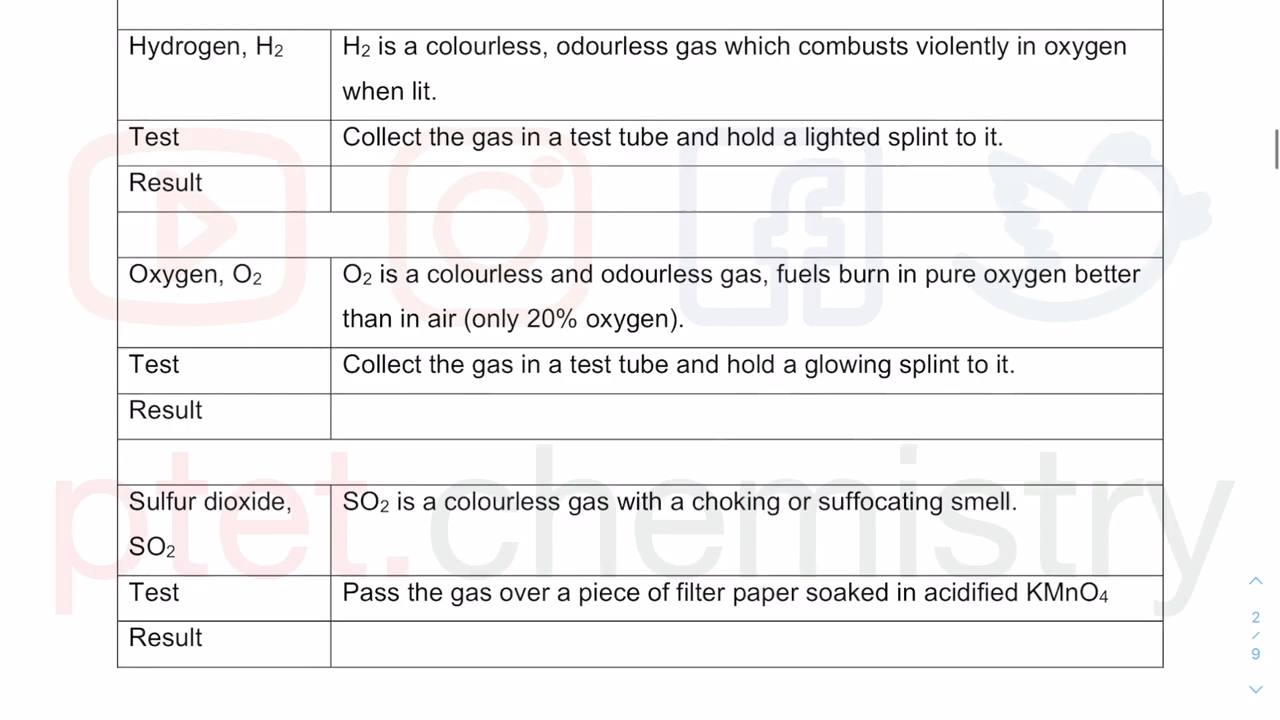 Hydrogen, H₂
H₂ is a colourless, odourless gas which combusts violently in oxygen
when lit.
Test
Collect the gas in a test tube and hold a lighted splint to it.
Result
Oxygen, O₂
O₂ is a colourless and odourless gas, fuels burn in pure oxygen better
than in air (only 20% oxygen).
Test
Collect the gas in a test tube and hold a glowing splint to it.
Result
Sulfur dioxide,
SO₂
SO₂ is a colourless gas with a choking or suffocating smell.
Test
Pass the gas over a piece of filter paper soaked in acidified KMnO₄
Result
ptet.chemistry
2
/
9